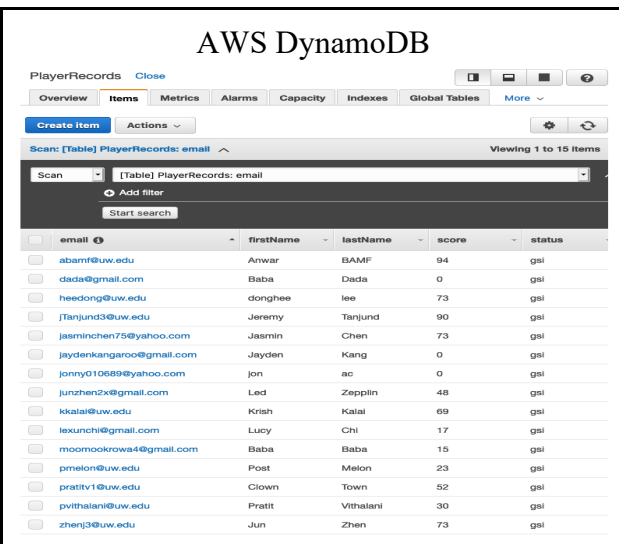 AWS DynamoDB
PlayerRecords Close
Overview Items Metrics Alarms Capacity Indexes Global Tables More
Create item Actions
Scan: [Table] PlayerRecords: email Viewing 1 to 15 items
Scan [Table] PlayerRecords: email
Add filter
Start search
email firstName lastName score status
abamf@uw.edu Anwar BAMF 94 gsi
dada@gmail.com Baba Dada 0 gsi
heedong@uw.edu donghee lee 73 gsi
jTanjund3@uw.edu Jeremy Tanjund 90 gsi
jasminchen75@yahoo.com Jasmin Chen 73 gsi
jaydenkangaroo@gmail.com Jayden Kang 0 gsi
jonny010689@yahoo.com jon ac 0 gsi
junzhen2x@gmail.com Led Zepplin 48 gsi
kkalai@uw.edu Krish Kalai 69 gsi
lexunchi@gmail.com Lucy Chi 17 gsi
moomookrowa4@gmail.com Baba Baba 15 gsi
pmelon@uw.edu Post Melon 23 gsi
pratitv1@uw.edu Clown Town 52 gsi
pvithalani@uw.edu Pratit Vithalani 30 gsi
zhenj3@uw.edu Jun Zhen 73 gsi